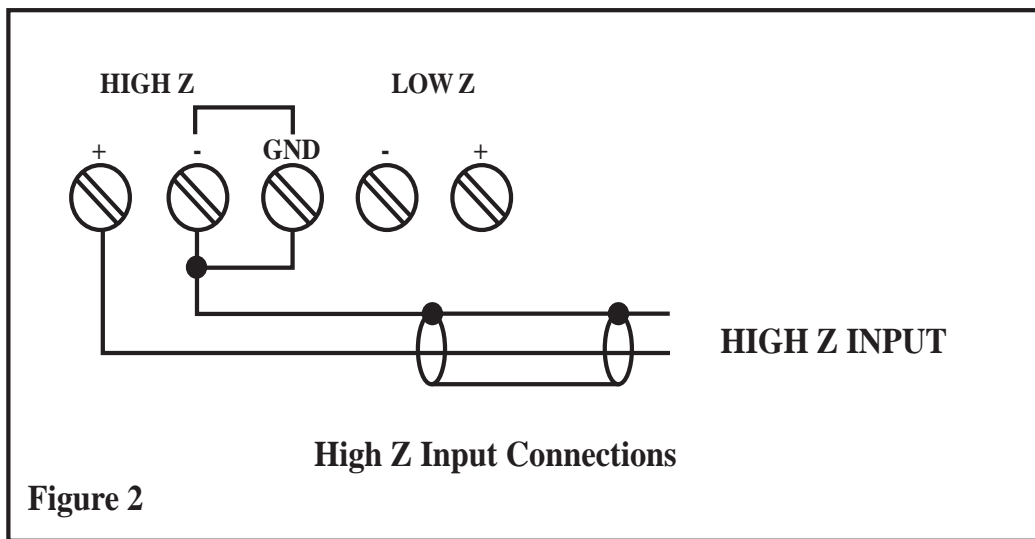 HIGH Z LOW Z
+ - GND - +
HIGH Z INPUT
High Z Input Connections
Figure 2